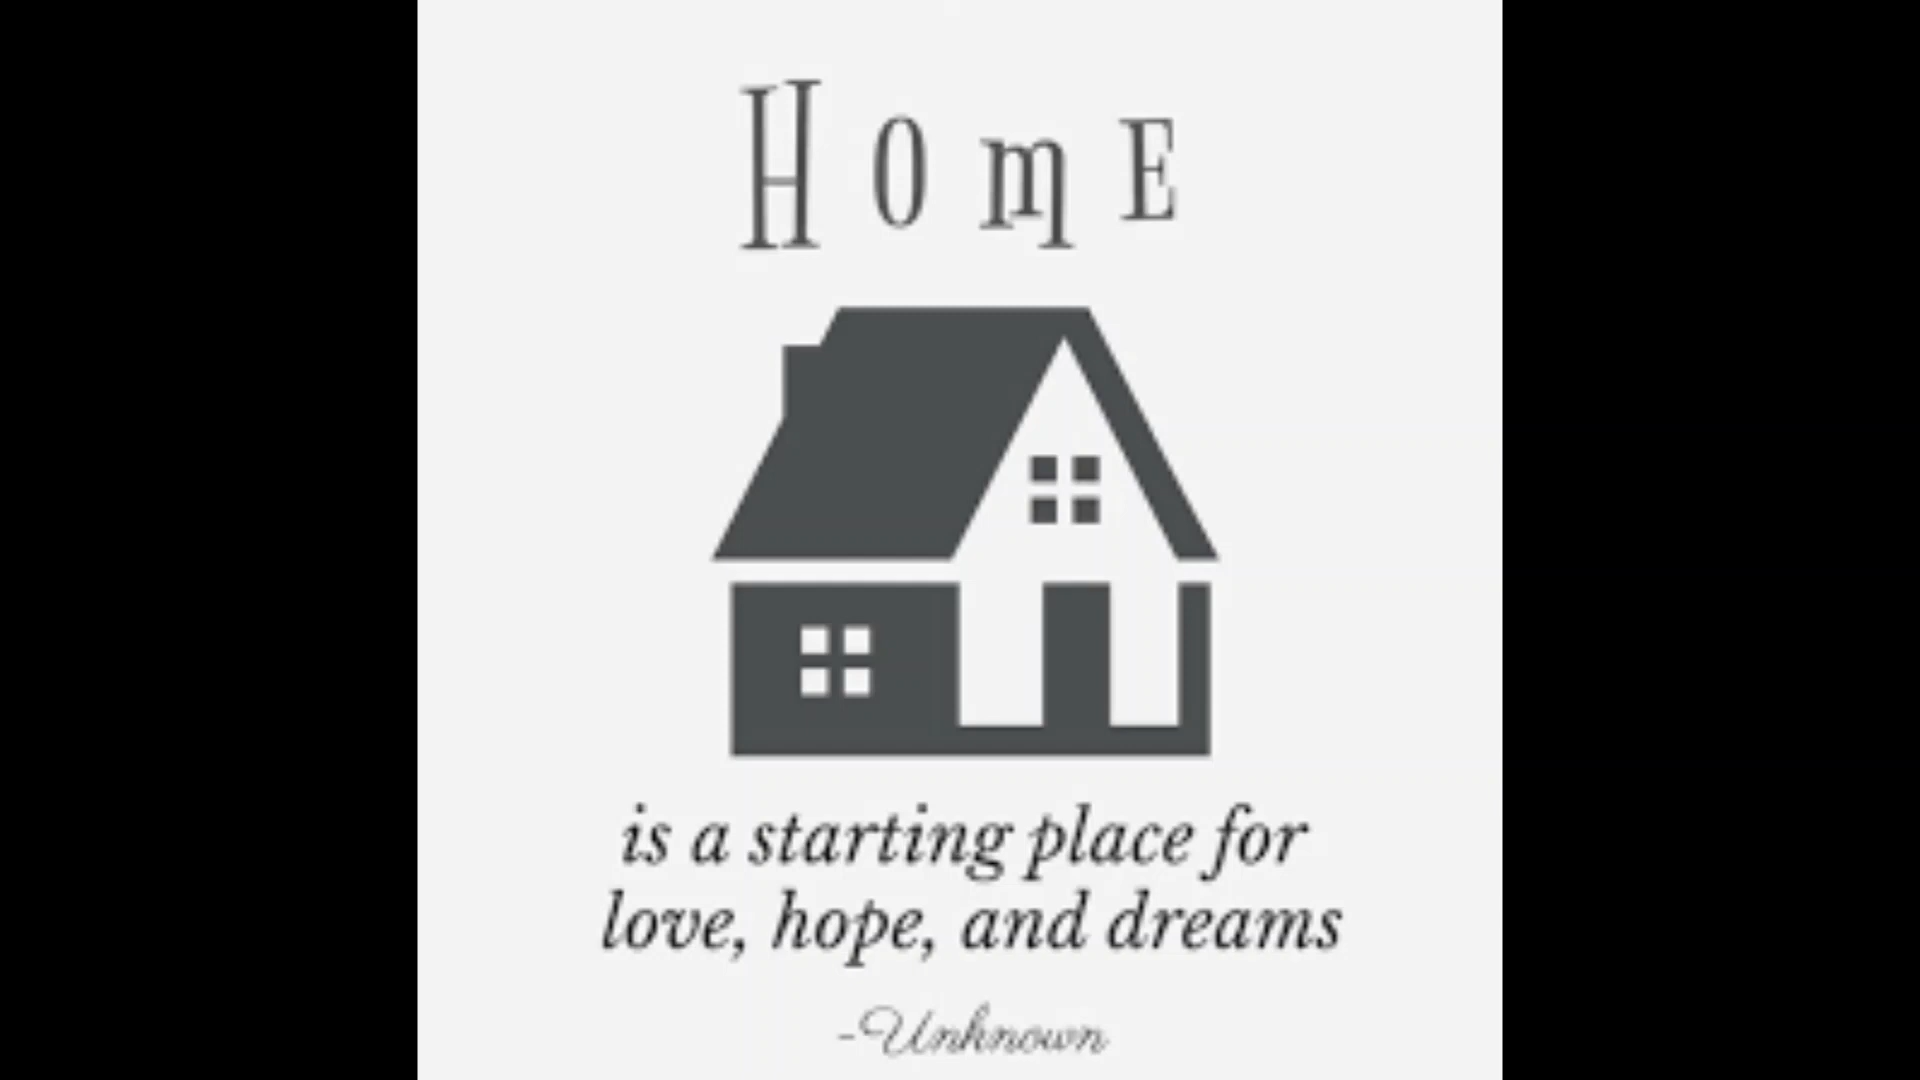 Home
is a starting place for
love, hope, and dreams
-Unknown